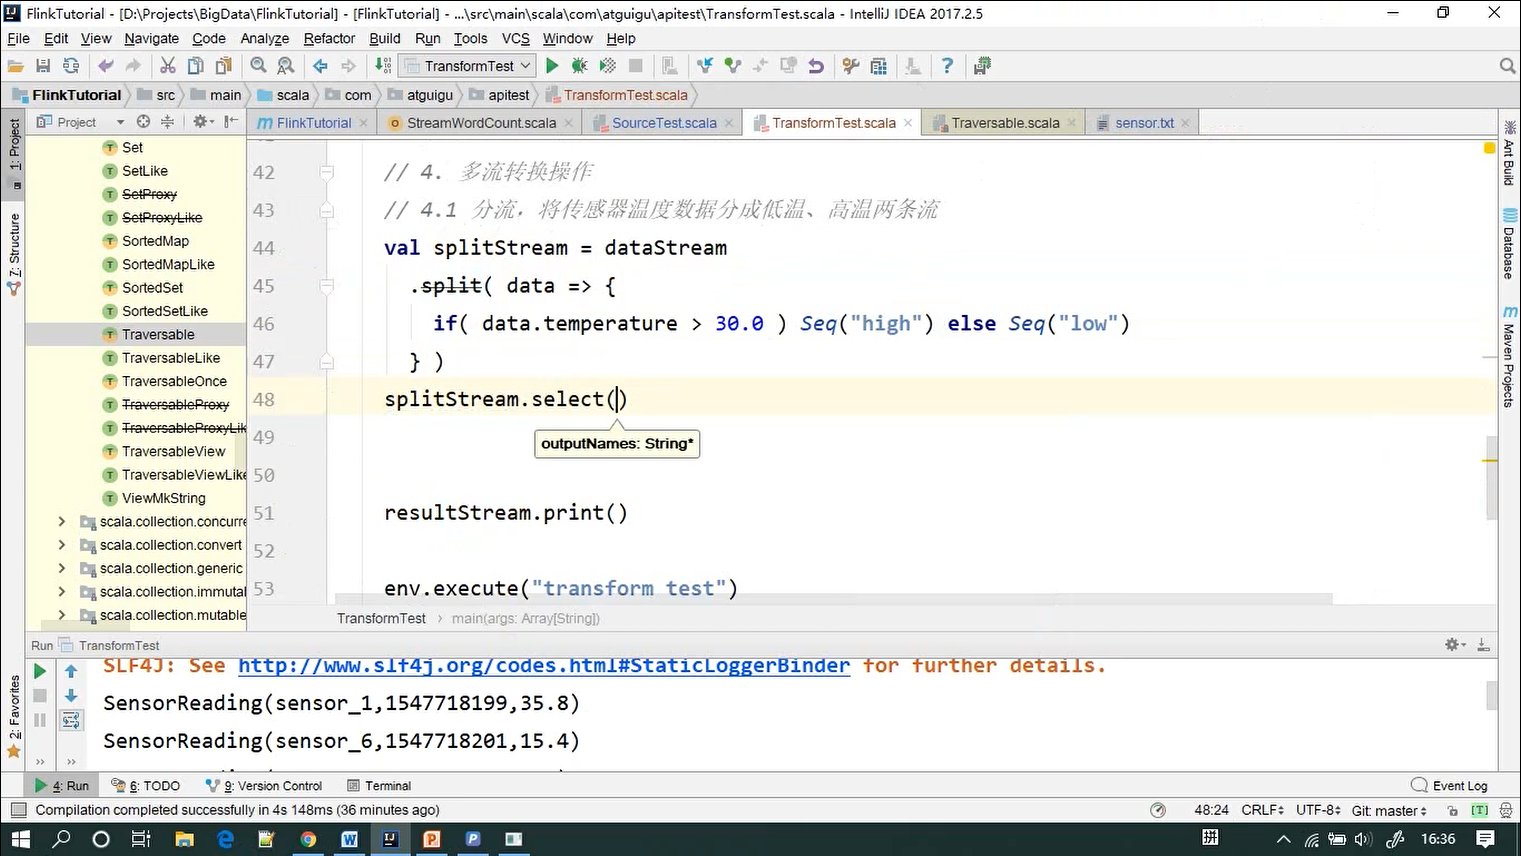 FlinkTutorial - [D:\Projects\BigData\FlinkTutorial] - [FlinkTutorial] - ...\src\main\scala\com\atguigu\apitest\TransformTest.scala - IntelliJ IDEA 2017.2.5
File Edit View Navigate Code Analyze Refactor Build Run Tools VCS Window Help
TransformTest
FlinkTutorial src main scala com atguigu apitest TransformTest.scala
Project FlinkTutorial StreamWordCount.scala SourceTest.scala TransformTest.scala Traversable.scala sensor.txt
1: Project
7: Structure
2: Favorites
Ant Build
Database
Maven Projects
Set
SetLike
SetProxy
SetProxyLike
SortedMap
SortedMapLike
SortedSet
SortedSetLike
Traversable
TraversableLike
TraversableOnce
TraversableProxy
TraversableProxyLik
TraversableView
TraversableViewLike
ViewMkString
scala.collection.concurre
scala.collection.convert
scala.collection.generic
scala.collection.immutal
scala.collection.mutable
42 // 4. 多流转换操作
43 // 4.1 分流，将传感器温度数据分成低温、高温两条流
44 val splitStream = dataStream
45 .split( data => {
46 if( data.temperature > 30.0 ) Seq("high") else Seq("low")
47 } )
48 splitStream.select()
outputNames: String*
49
50
51 resultStream.print()
52
53 env.execute("transform test")
TransformTest › main(args: Array[String])
Run TransformTest
SLF4J: See http://www.slf4j.org/codes.html#StaticLoggerBinder for further details.
SensorReading(sensor_1,1547718199,35.8)
SensorReading(sensor_6,1547718201,15.4)
4: Run 6: TODO 9: Version Control Terminal Event Log
Compilation completed successfully in 4s 148ms (36 minutes ago) 48:24 CRLF UTF-8 Git: master [T]
拼 16:36